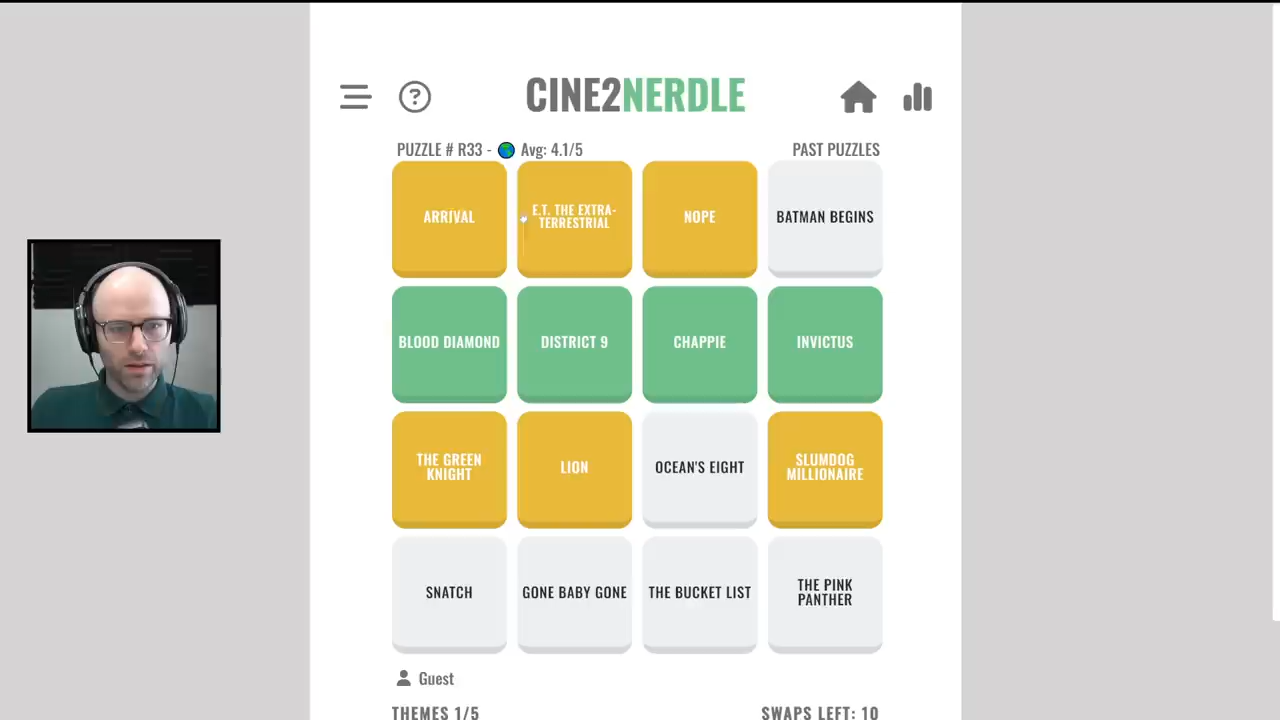 CINE2NERDLE
PUZZLE # R33 - Avg: 4.1/5
PAST PUZZLES
ARRIVAL
E.T. THE EXTRA-
TERRESTRIAL
NOPE
BATMAN BEGINS
BLOOD DIAMOND
DISTRICT 9
CHAPPIE
INVICTUS
THE GREEN
KNIGHT
LION
OCEAN'S EIGHT
SLUMDOG
MILLIONAIRE
SNATCH
GONE BABY GONE
THE BUCKET LIST
THE PINK
PANTHER
Guest
THEMES 1/5
SWAPS LEFT: 10